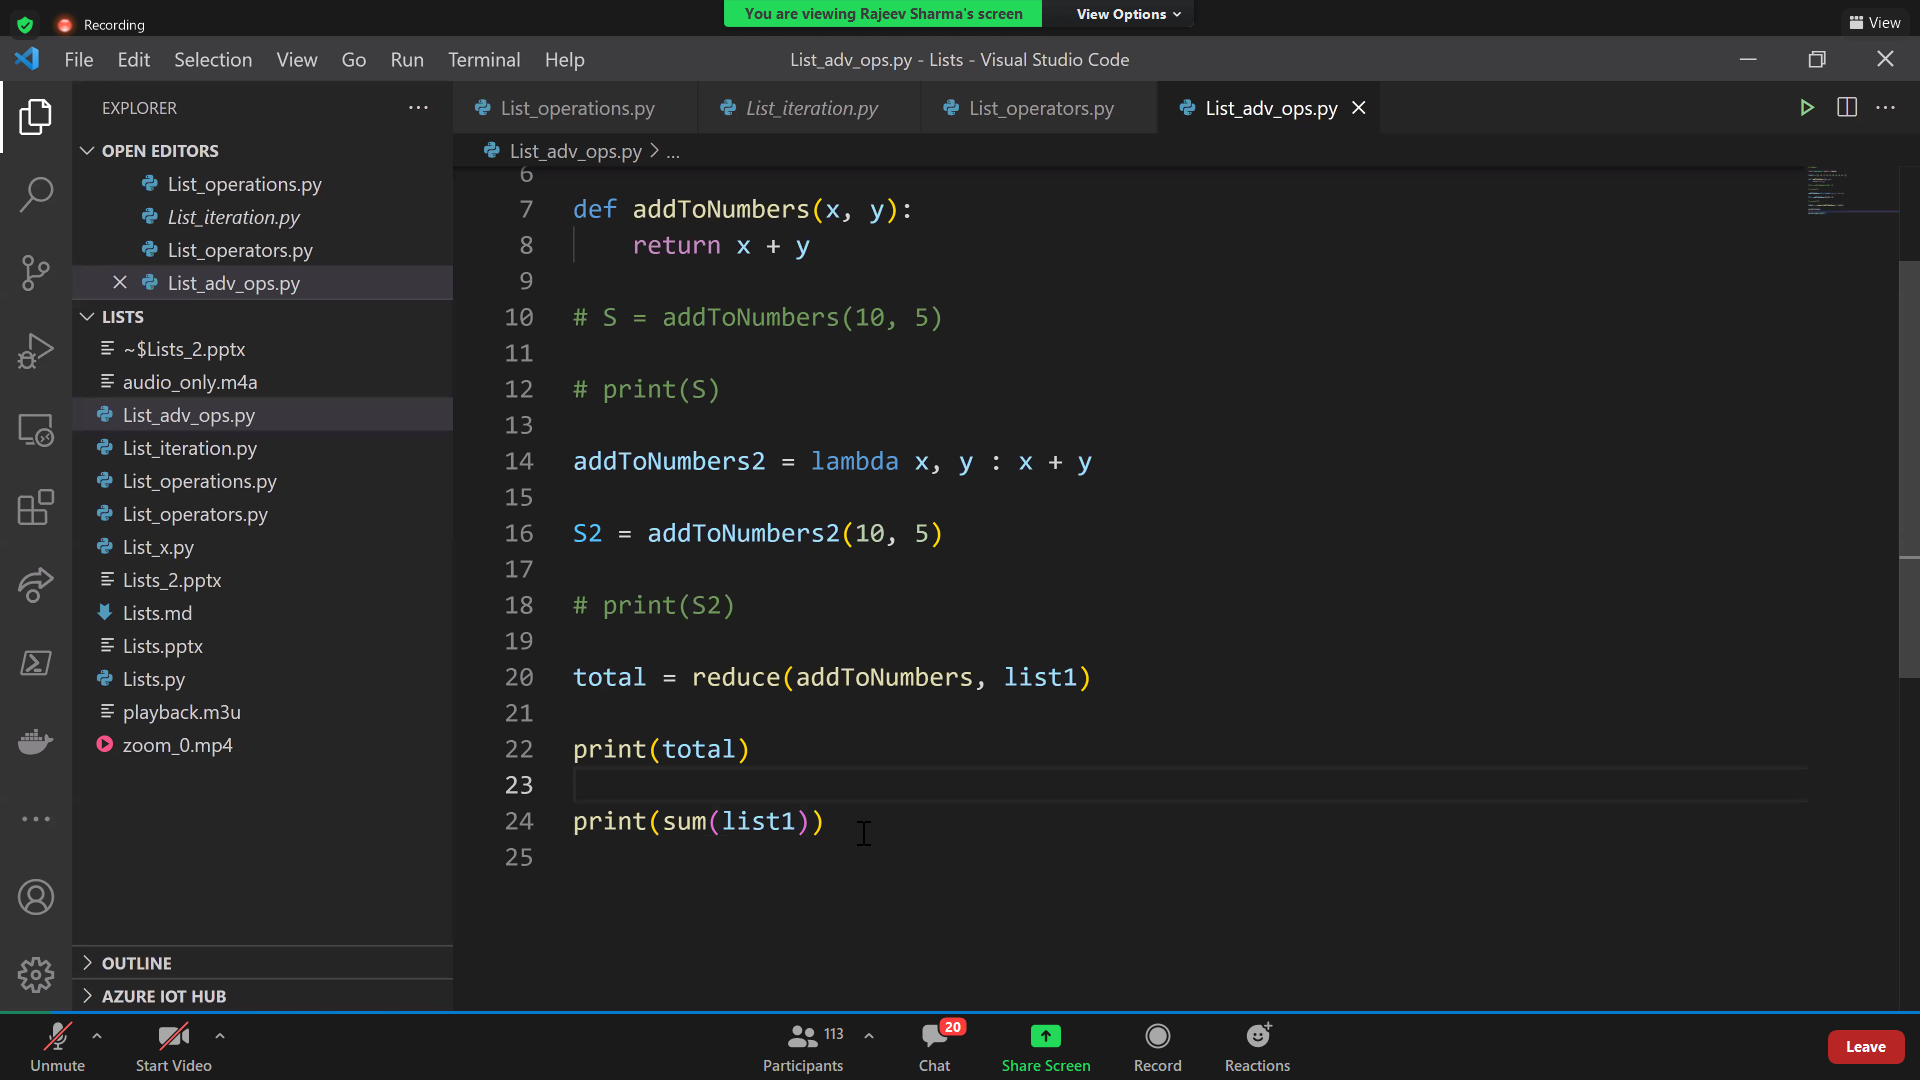 Recording
You are viewing Rajeev Sharma's screen
View Options
View
File Edit Selection View Go Run Terminal Help
List_adv_ops.py - Lists - Visual Studio Code
EXPLORER
List_operations.py
List_iteration.py
List_operators.py
List_adv_ops.py
List_adv_ops.py > ...
OPEN EDITORS
List_operations.py
List_iteration.py
List_operators.py
List_adv_ops.py
LISTS
~$Lists_2.pptx
audio_only.m4a
List_adv_ops.py
List_iteration.py
List_operations.py
List_operators.py
List_x.py
Lists_2.pptx
Lists.md
Lists.pptx
Lists.py
playback.m3u
zoom_0.mp4
OUTLINE
AZURE IOT HUB
6
7 def addToNumbers(x, y):
8 return x + y
9
10 # S = addToNumbers(10, 5)
11
12 # print(S)
13
14 addToNumbers2 = lambda x, y : x + y
15
16 S2 = addToNumbers2(10, 5)
17
18 # print(S2)
19
20 total = reduce(addToNumbers, list1)
21
22 print(total)
23
24 print(sum(list1))
25
Unmute
Start Video
113
Participants
20
Chat
Share Screen
Record
Reactions
Leave